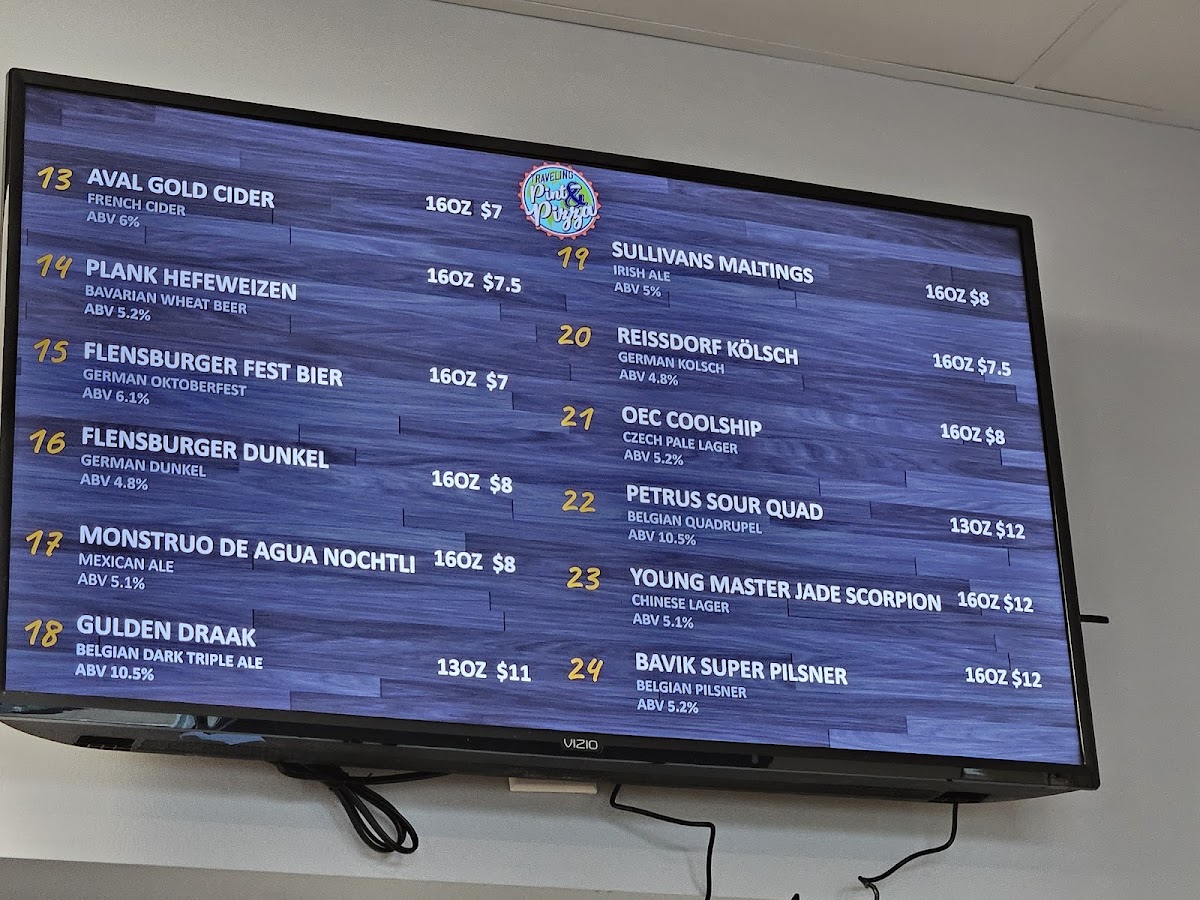 TRAVELING
Pint &
Pizza
13 AVAL GOLD CIDER 16OZ $7
FRENCH CIDER
ABV 6%
14 PLANK HEFEWEIZEN 16OZ $7.5
BAVARIAN WHEAT BEER
ABV 5.2%
15 FLENSBURGER FEST BIER 16OZ $7
GERMAN OKTOBERFEST
ABV 6.1%
16 FLENSBURGER DUNKEL 16OZ $8
GERMAN DUNKEL
ABV 4.8%
17 MONSTRUO DE AGUA NOCHTLI 16OZ $8
MEXICAN ALE
ABV 5.1%
18 GULDEN DRAAK 13OZ $11
BELGIAN DARK TRIPLE ALE
ABV 10.5%
19 SULLIVANS MALTINGS 16OZ $8
IRISH ALE
ABV 5%
20 REISSDORF KÖLSCH 16OZ $7.5
GERMAN KOLSCH
ABV 4.8%
21 OEC COOLSHIP 16OZ $8
CZECH PALE LAGER
ABV 5.2%
22 PETRUS SOUR QUAD 13OZ $12
BELGIAN QUADRUPEL
ABV 10.5%
23 YOUNG MASTER JADE SCORPION 16OZ $12
CHINESE LAGER
ABV 5.1%
24 BAVIK SUPER PILSNER 16OZ $12
BELGIAN PILSNER
ABV 5.2%
VIZIO